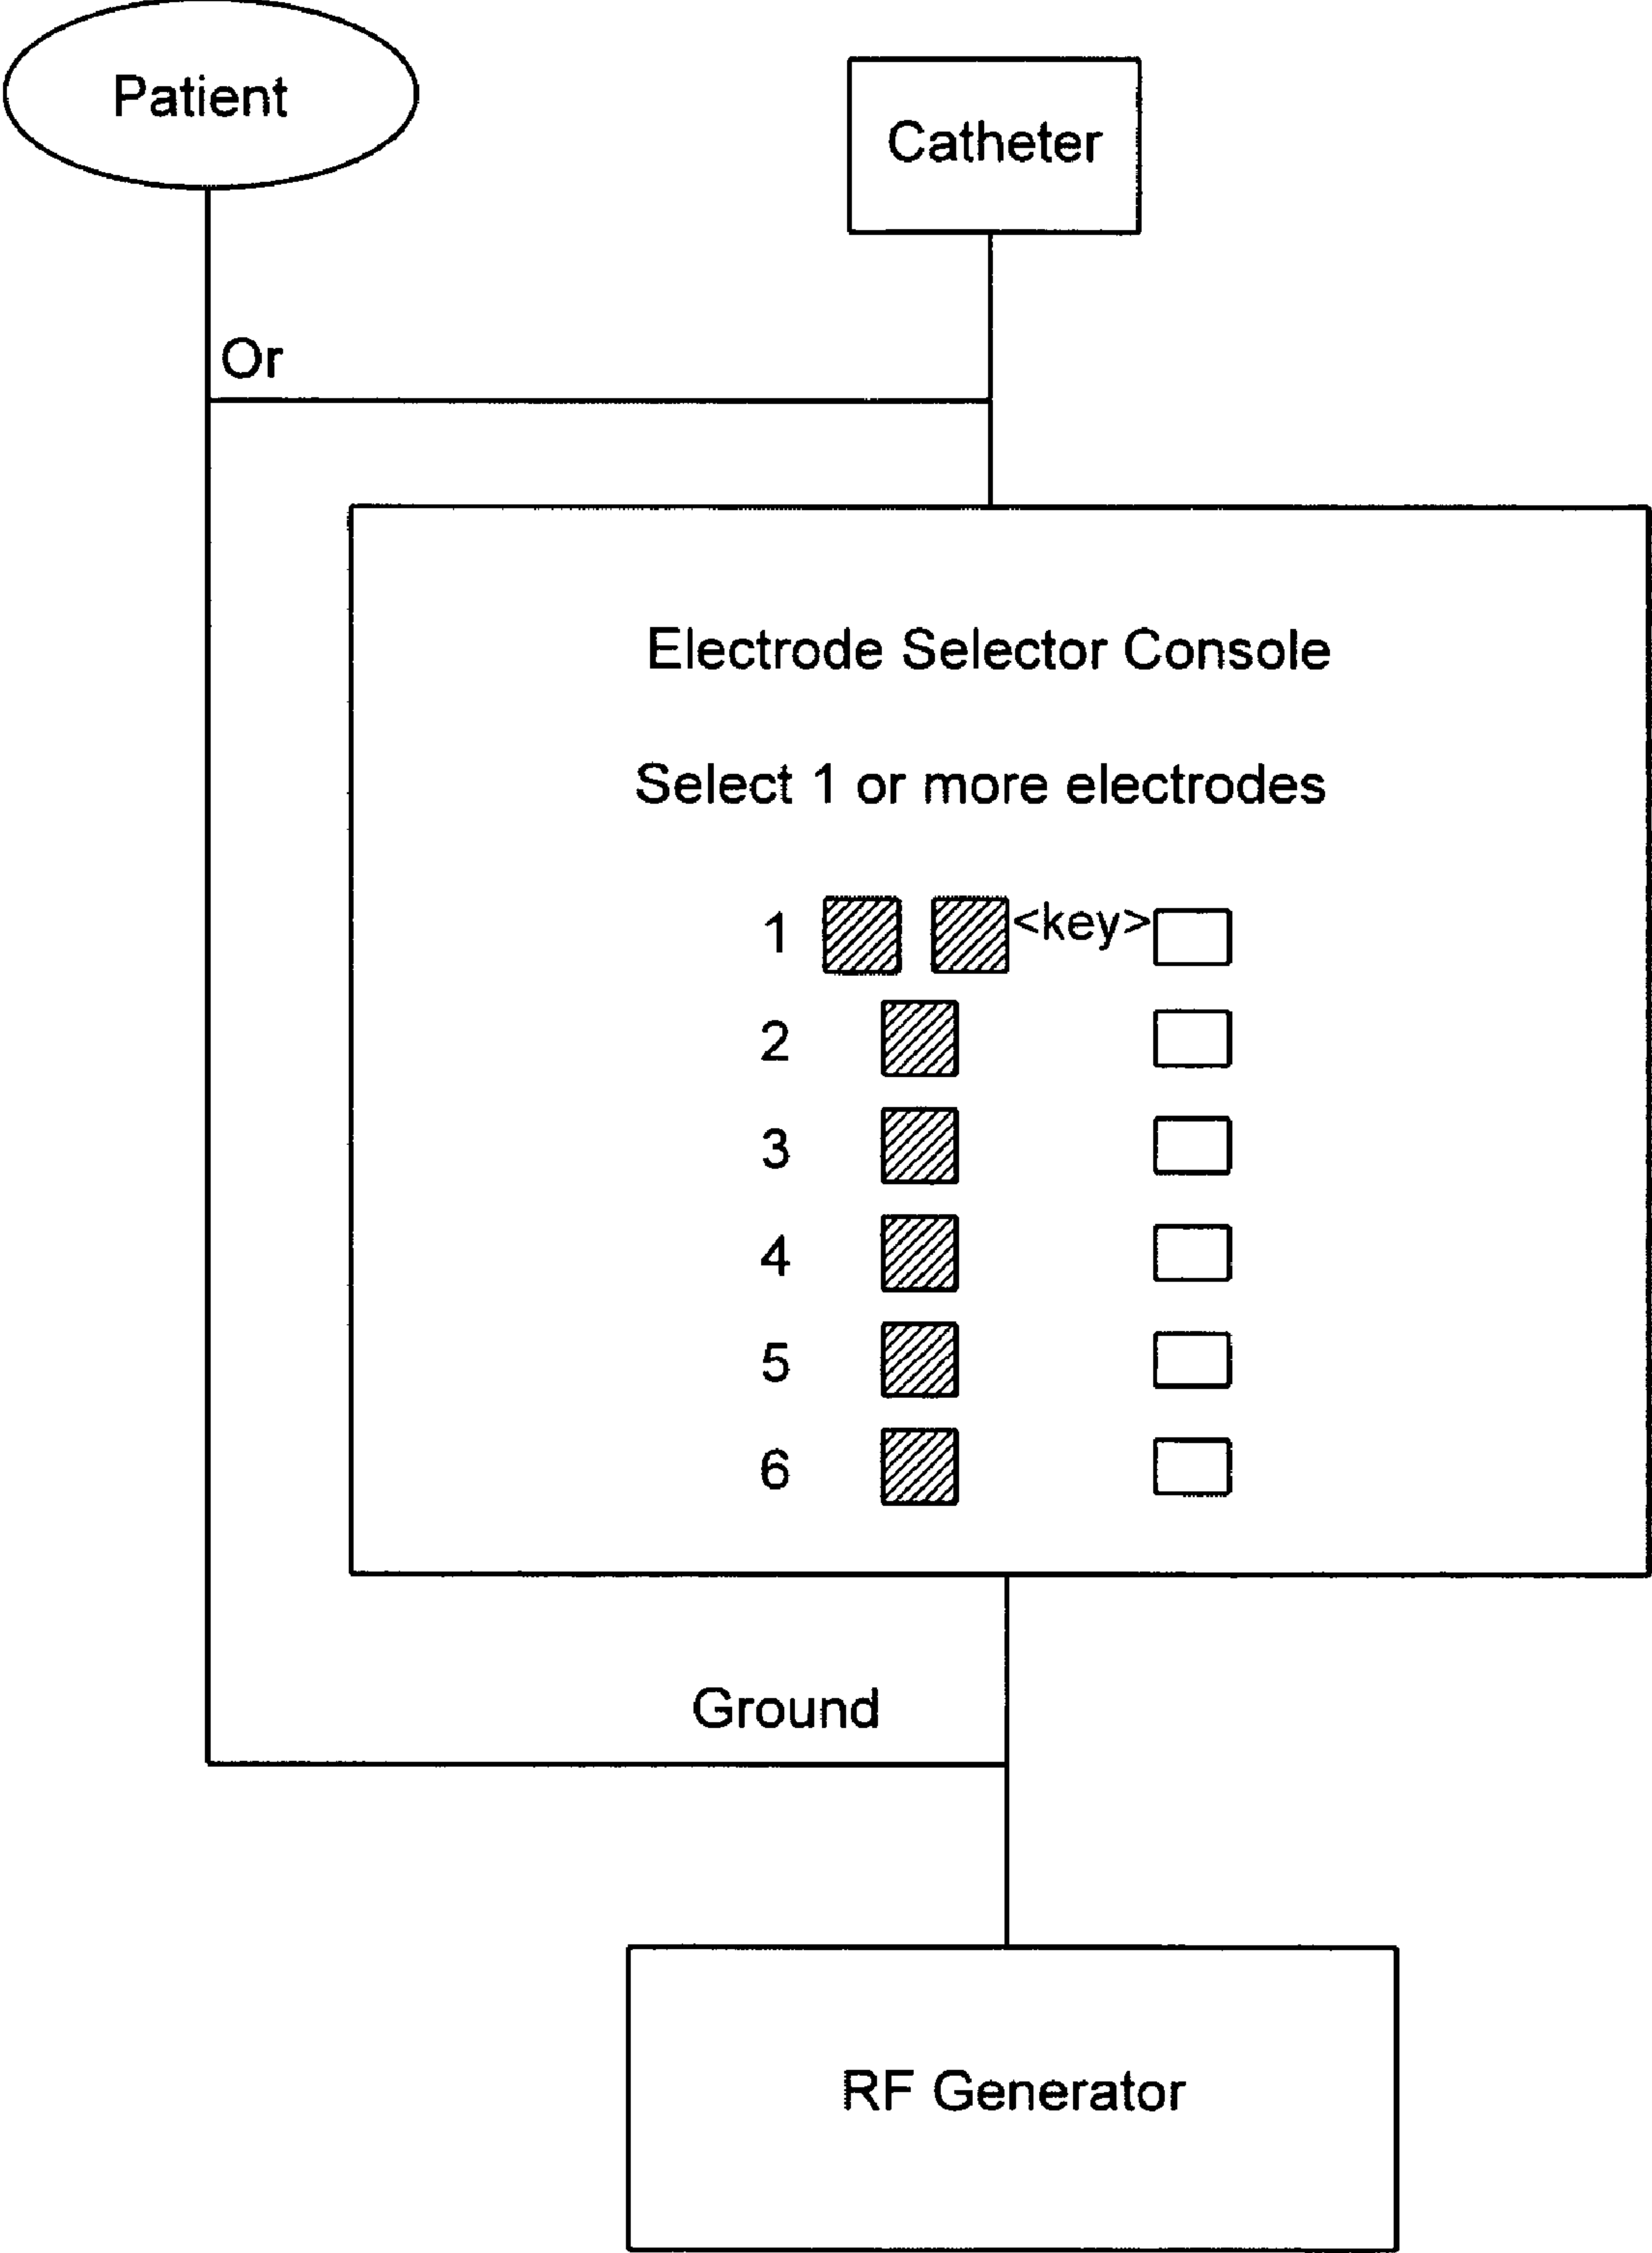 Patient
Catheter
Or
Electrode Selector Console
Select 1 or more electrodes
1 <key>
2
3
4
5
6
Ground
RF Generator